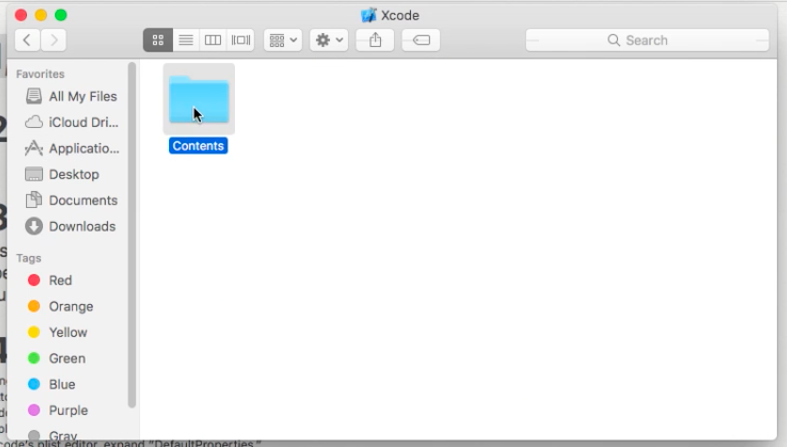 Xcode
Search
Favorites
All My Files
iCloud Dri...
Applicatio...
Desktop
Documents
Downloads
Contents
Tags
Red
Orange
Yellow
Green
Blue
Purple
Gray
code's plist editor, expand "DefaultProperties."